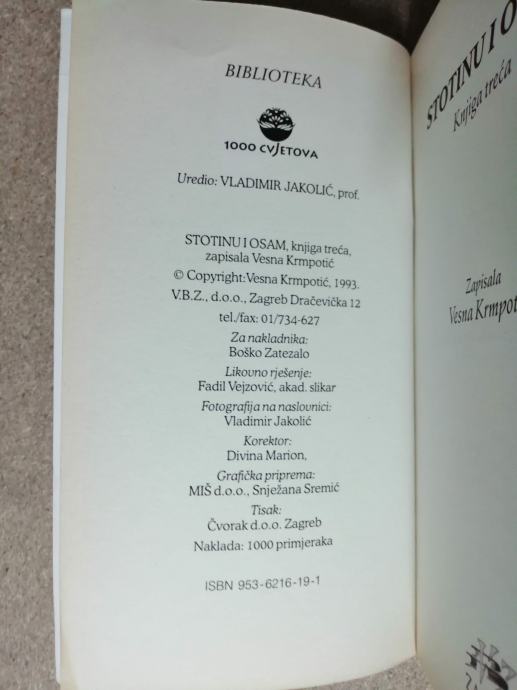 BIBLIOTEKA
1000 CVJETOVA
Uredio: VLADIMIR JAKOLIĆ, prof.
STOTINU I OSAM, knjiga treća,
zapisala Vesna Krmpotić
© Copyright:Vesna Krmpotić, 1993.
V.B.Z., d.o.o., Zagreb Dračevička 12
tel./fax: 01/734-627
Za nakladnika:
Boško Zatezalo
Likovno rješenje:
Fadil Vejzović, akad. slikar
Fotografija na naslovnici:
Vladimir Jakolić
Korektor:
Divina Marion,
Grafička priprema:
MIŠ d.o.o., Snježana Sremić
Tisak:
Čvorak d.o.o. Zagreb
Naklada: 1000 primjeraka
ISBN 953-6216-19-1
STOTINU I O
Knjiga treća
Zapisala
Vesna Krmpot